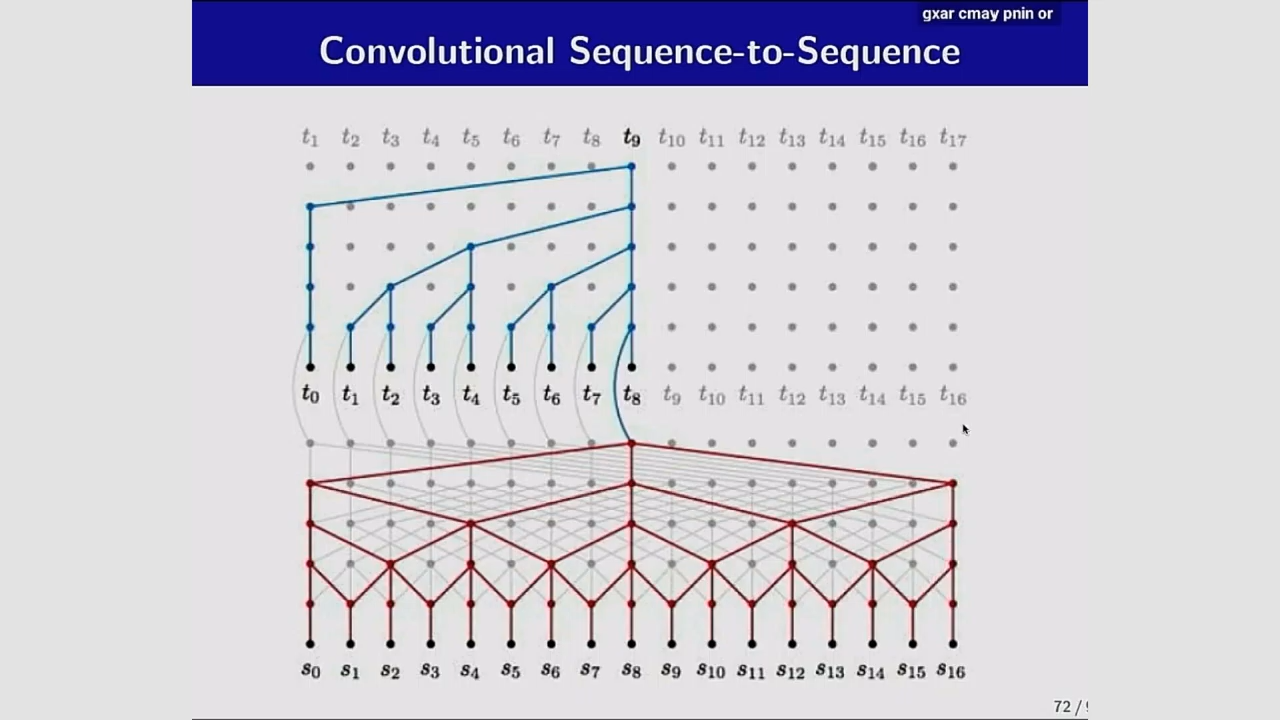 gxar cmay pnin or
Convolutional Sequence-to-Sequence
t1 t2 t3 t4 t5 t6 t7 t8 t9 t10 t11 t12 t13 t14 t15 t16 t17
t0 t1 t2 t3 t4 t5 t6 t7 t8 t9 t10 t11 t12 t13 t14 t15 t16
s0 s1 s2 s3 s4 s5 s6 s7 s8 s9 s10 s11 s12 s13 s14 s15 s16
72 /